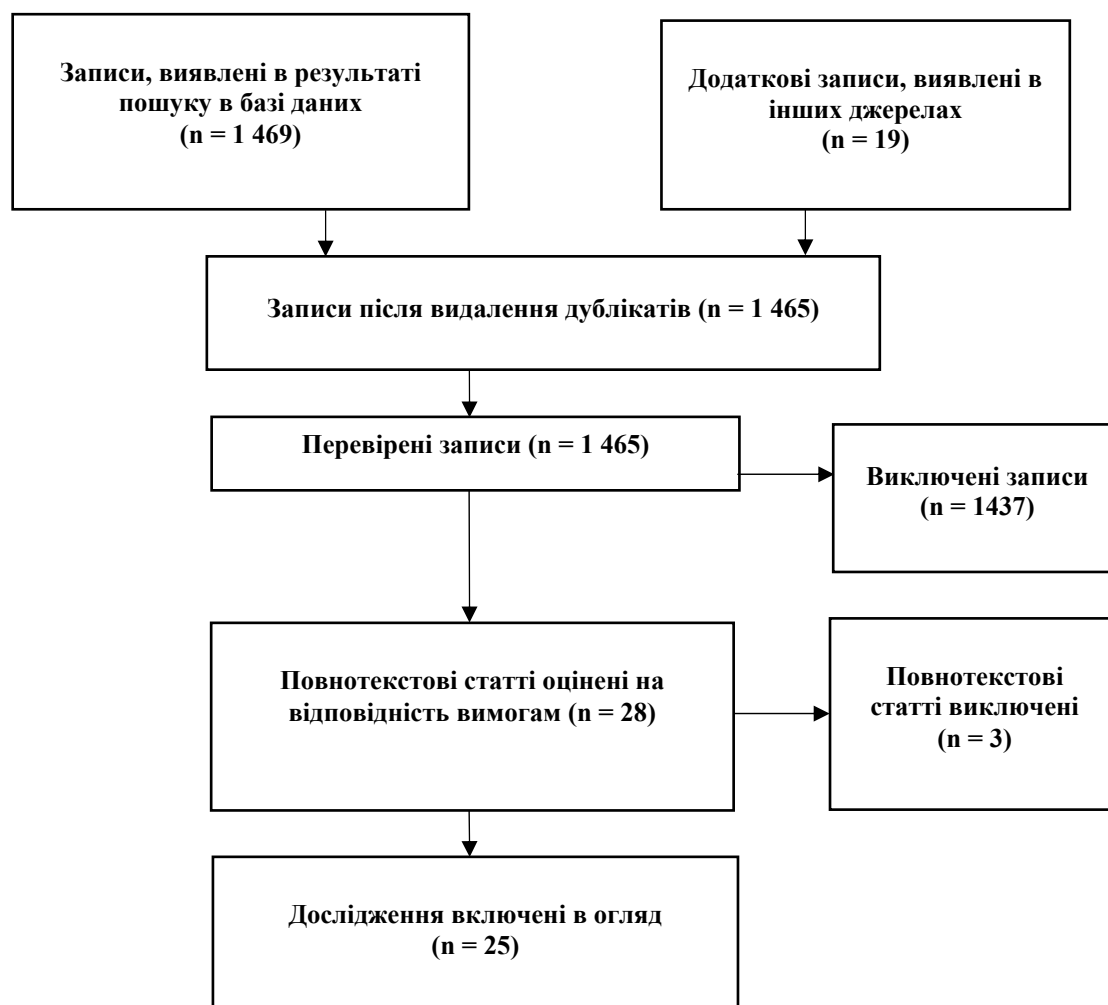 Записи, виявлені в результаті
пошуку в базі даних
(n = 1 469)
Додаткові записи, виявлені в
інших джерелах
(n = 19)
Записи після видалення дублікатів (n = 1 465)
Перевірені записи (n = 1 465)
Виключені записи
(n = 1437)
Повнотекстові статті оцінені на
відповідність вимогам (n = 28)
Повнотекстові
статті виключені
(n = 3)
Дослідження включені в огляд
(n = 25)